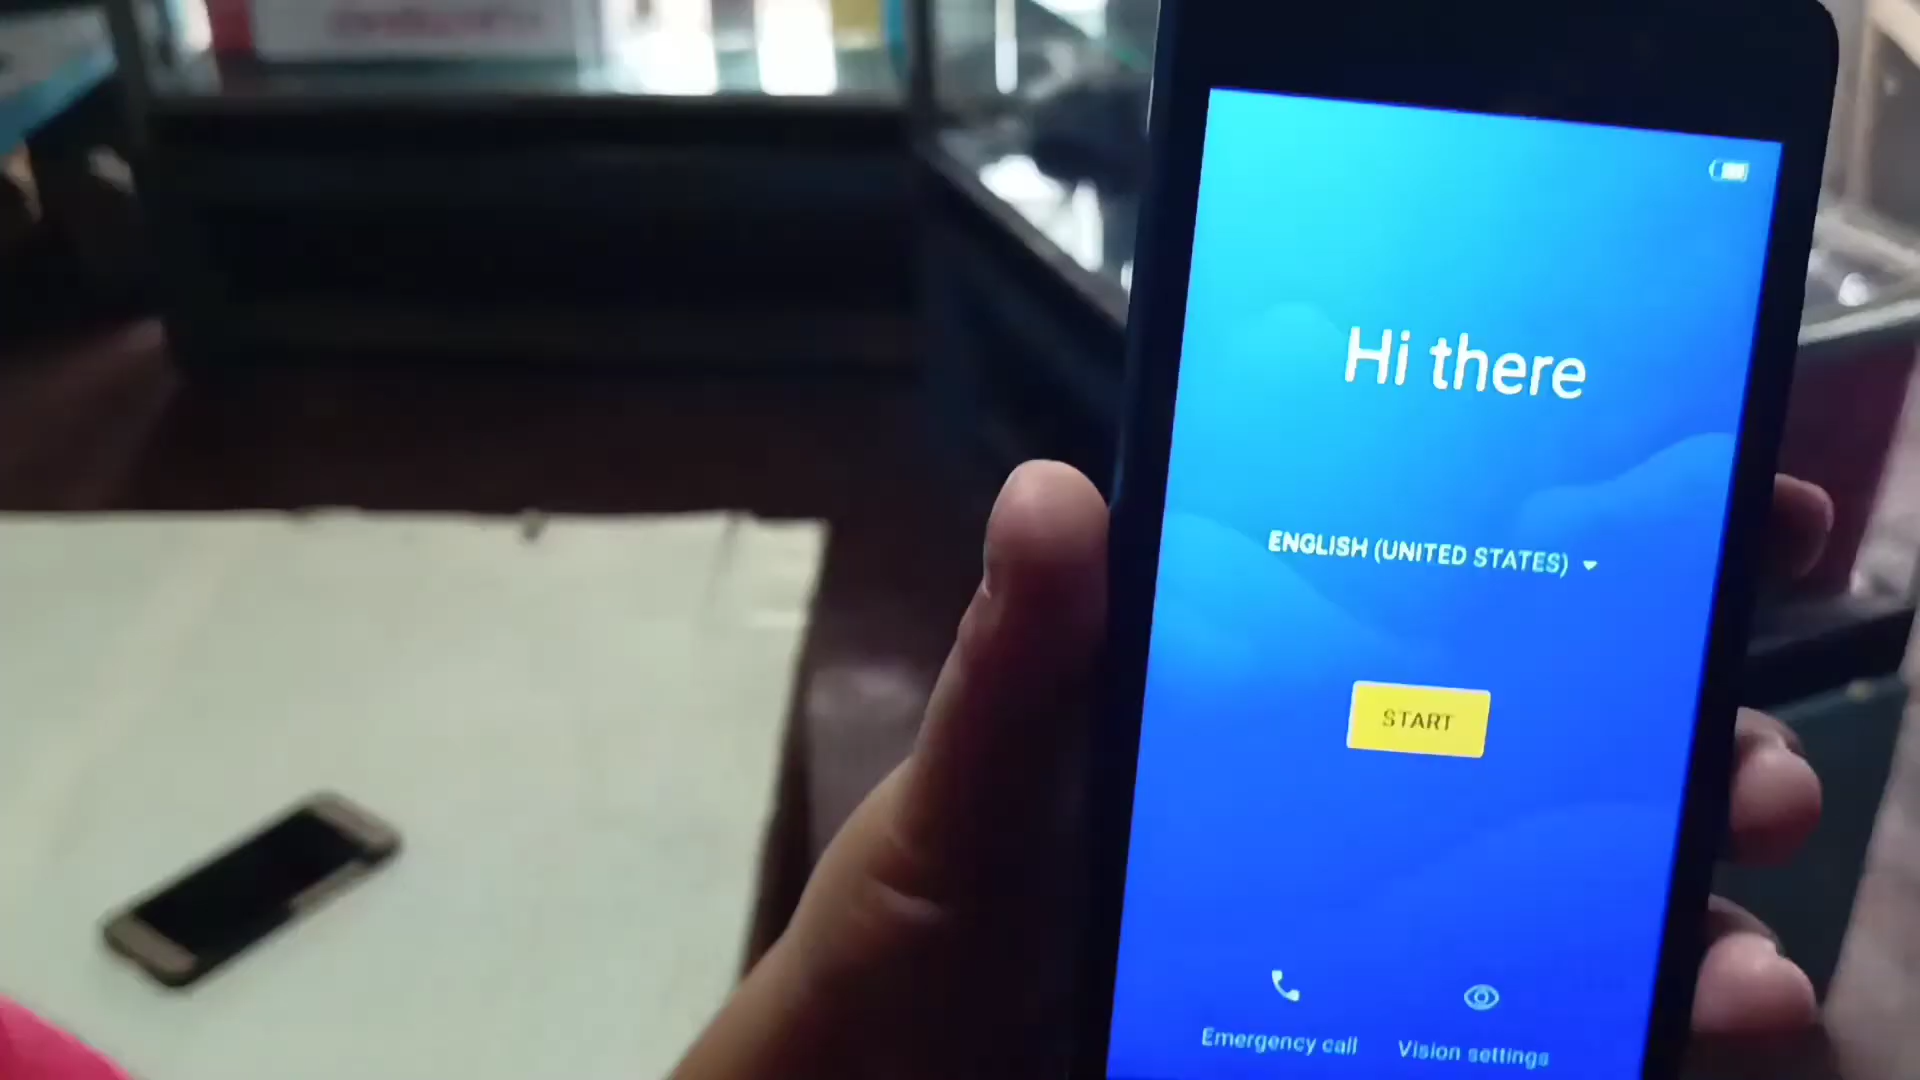 Hi there
ENGLISH (UNITED STATES)
START
Emergency call
Vision settings